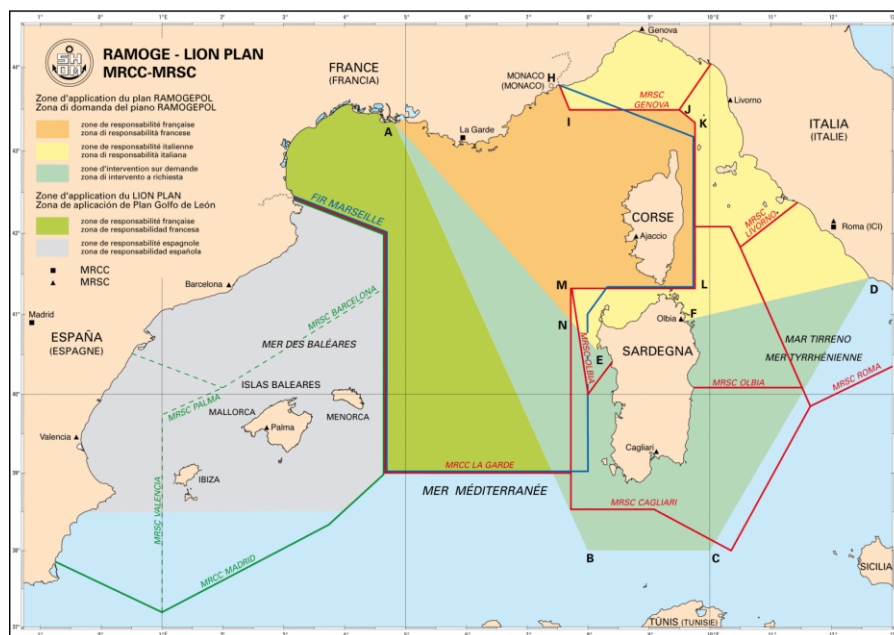 RAMOGE - LION PLAN
MRCC-MRSC
SHOM
Zone d'application du plan RAMOGEPOL
Zona di domanda del piano RAMOGEPOL
zone de responsabilité française
zona di responsabilità francese
zone de responsabilité italienne
zona di responsabilità italiana
zone d'intervention sur demande
zona di intervento a richiesta
Zone d'application du LION PLAN
Zona de aplicación de Plan Golfo de León
zone de responsabilité française
zona de responsabilidad francesa
zone de responsabilité espagnole
zona de responsabilidad española
MRCC
MRSC
FRANCE
(FRANCIA)
Genova
MONACO
(MONACO)
H
MRSC
GENOVA
I
J
K
Livorno
ITALIA
(ITALIE)
La Garde
A
FIR MARSEILLE
CORSE
Ajaccio
MRSC
LIVORNO
Roma (ICI)
Barcelona
Madrid
ESPAÑA
(ESPAGNE)
MRSC BARCELONA
MER DES BALÉARES
M
L
N
Olbia
F
D
E
SARDEGNA
MRSC-OLBIA
MAR TIRRENO
MER TYRRHÉNIENNE
MRSC OLBIA
MRSC ROMA
ISLAS BALEARES
MALLORCA
MENORCA
MRSC PALMA
Palma
Valencia
IBIZA
MRSC VALENCIA
MRCC LA GARDE
MER MÉDITERRANÉE
Cagliari
MRSC CAGLIARI
MRCC MADRID
B
C
SICILIA
TÛNIS (TUNISIE)